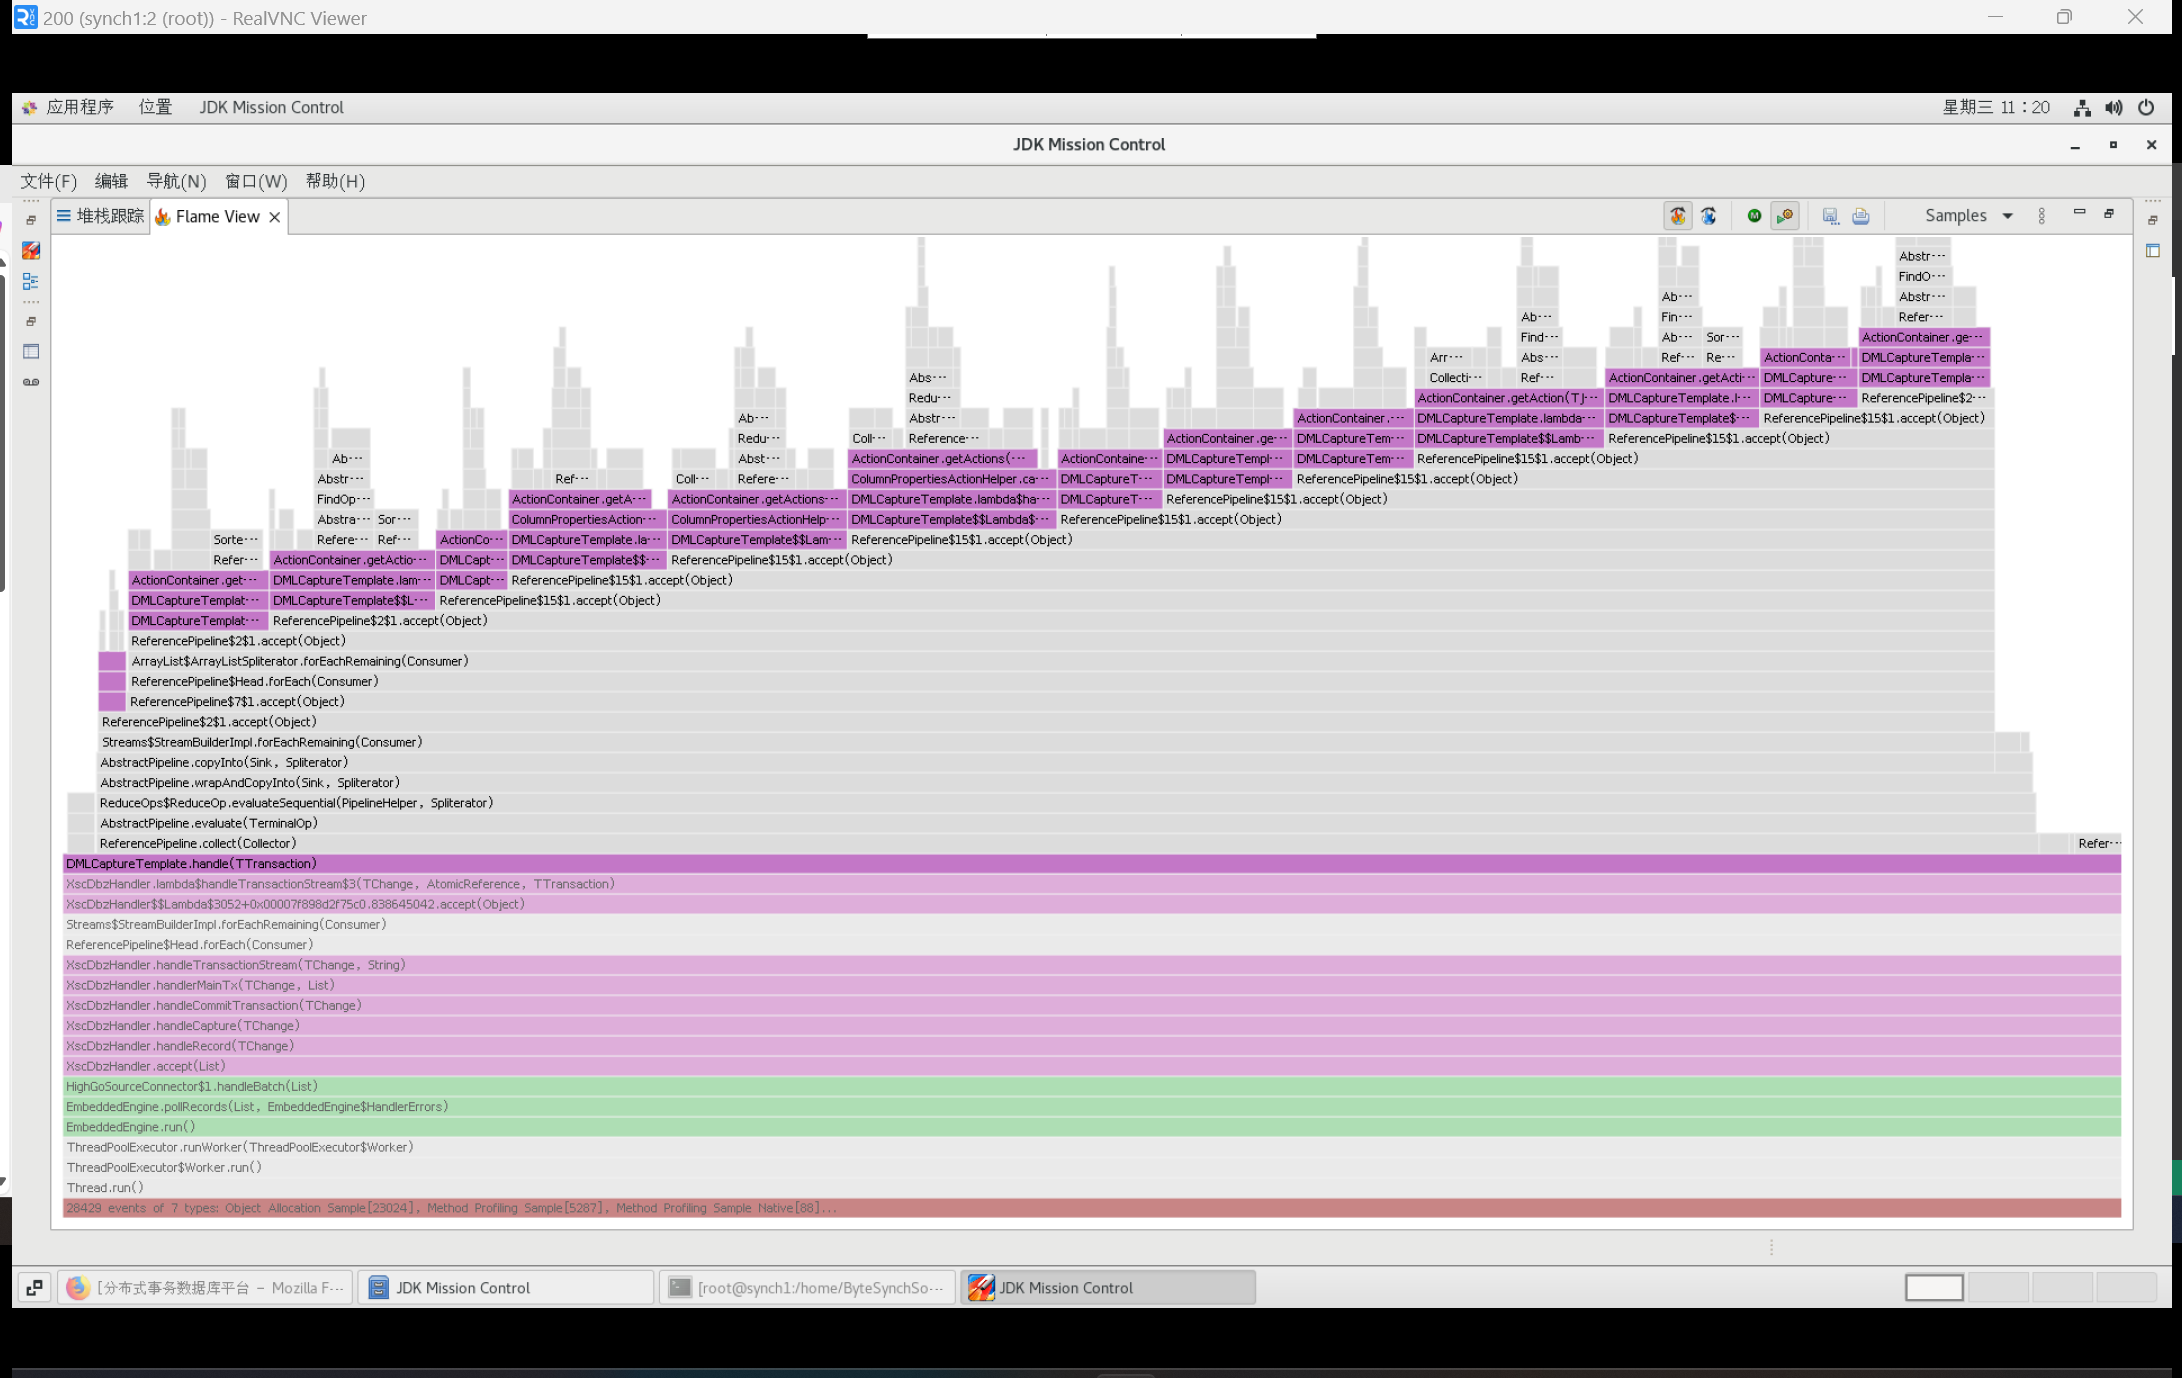 200 (synch1:2 (root)) - RealVNC Viewer
应用程序 位置 JDK Mission Control 星期三 11：20
JDK Mission Control
文件(F) 编辑 导航(N) 窗口(W) 帮助(H)
堆栈跟踪 Flame View Samples
Abstr···
FindO···
Ab··· Abstr···
Ab··· Fin··· Refer···
Find··· Ab··· Sor··· ActionContainer.ge···
Arr··· Abs··· Ref··· Re··· ActionConta··· DMLCaptureTempla···
Abs··· Collecti··· Ref··· ActionContainer.getActi··· DMLCapture··· DMLCaptureTempla···
Redu··· ActionContainer.getAction(TJ··· DMLCaptureTemplate.l··· DMLCapture··· ReferencePipeline$2···
Ab··· Abstr··· ActionContainer.··· DMLCaptureTemplate.lambda··· DMLCaptureTemplate$··· ReferencePipeline$15$1.accept(Object)
Redu··· Coll··· Reference··· ActionContainer.ge··· DMLCaptureTem··· DMLCaptureTemplate$$Lamb··· ReferencePipeline$15$1.accept(Object)
Ab··· Abst··· ActionContainer.getActions(··· ActionContaine··· DMLCaptureTempl··· DMLCaptureTem··· ReferencePipeline$15$1.accept(Object)
Abstr··· Ref··· Coll··· Refere··· ColumnPropertiesActionHelper.ca··· DMLCaptureT··· DMLCaptureTempl··· ReferencePipeline$15$1.accept(Object)
FindOp··· ActionContainer.getA··· ActionContainer.getActions··· DMLCaptureTemplate.lambda$ha··· DMLCaptureT··· ReferencePipeline$15$1.accept(Object)
Abstra··· Sor··· ColumnPropertiesAction··· ColumnPropertiesActionHelp··· DMLCaptureTemplate$$Lambda$··· ReferencePipeline$15$1.accept(Object)
Sorte··· Refere··· Ref··· ActionCo··· DMLCaptureTemplate.la··· DMLCaptureTemplate$$Lam··· ReferencePipeline$15$1.accept(Object)
Refer··· ActionContainer.getActio··· DMLCapt··· DMLCaptureTemplate$$··· ReferencePipeline$15$1.accept(Object)
ActionContainer.get··· DMLCaptureTemplate.lam··· DMLCapt··· ReferencePipeline$15$1.accept(Object)
DMLCaptureTemplat··· DMLCaptureTemplate$$L··· ReferencePipeline$15$1.accept(Object)
DMLCaptureTemplat··· ReferencePipeline$2$1.accept(Object)
ReferencePipeline$2$1.accept(Object)
ArrayList$ArrayListSpliterator.forEachRemaining(Consumer)
ReferencePipeline$Head.forEach(Consumer)
ReferencePipeline$7$1.accept(Object)
ReferencePipeline$2$1.accept(Object)
Streams$StreamBuilderImpl.forEachRemaining(Consumer)
AbstractPipeline.copyInto(Sink, Spliterator)
AbstractPipeline.wrapAndCopyInto(Sink, Spliterator)
ReduceOps$ReduceOp.evaluateSequential(PipelineHelper, Spliterator)
AbstractPipeline.evaluate(TerminalOp)
ReferencePipeline.collect(Collector) Refer···
DMLCaptureTemplate.handle(TTransaction)
XscDbzHandler.lambda$handleTransactionStream$3(TChange, AtomicReference, TTransaction)
XscDbzHandler$$Lambda$3052+0x00007f898d2f75c0.838645042.accept(Object)
Streams$StreamBuilderImpl.forEachRemaining(Consumer)
ReferencePipeline$Head.forEach(Consumer)
XscDbzHandler.handleTransactionStream(TChange, String)
XscDbzHandler.handlerMainTx(TChange, List)
XscDbzHandler.handleCommitTransaction(TChange)
XscDbzHandler.handleCapture(TChange)
XscDbzHandler.handleRecord(TChange)
XscDbzHandler.accept(List)
HighGoSourceConnector$1.handleBatch(List)
EmbeddedEngine.pollRecords(List, EmbeddedEngine$HandlerErrors)
EmbeddedEngine.run()
ThreadPoolExecutor.runWorker(ThreadPoolExecutor$Worker)
ThreadPoolExecutor$Worker.run()
Thread.run()
28429 events of 7 types: Object Allocation Sample[23024], Method Profiling Sample[5287], Method Profiling Sample Native[88]...
[分布式事务数据库平台 – Mozilla F··· JDK Mission Control [root@synch1:/home/ByteSynchSo··· JDK Mission Control